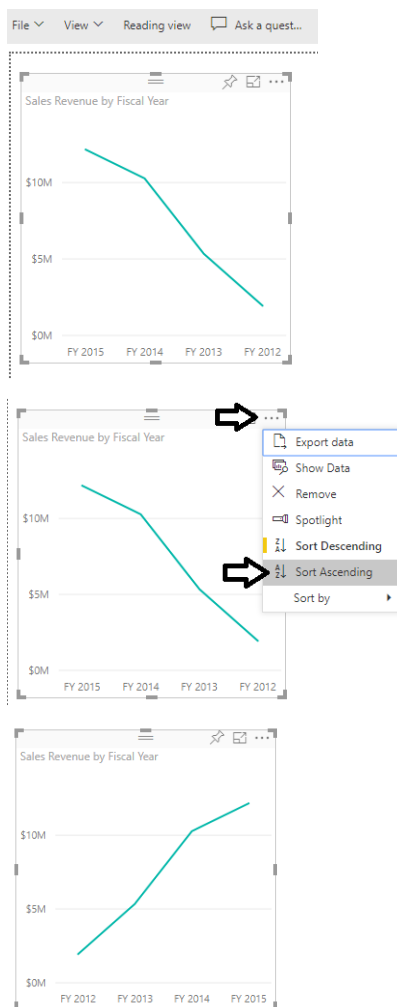 File View Reading view Ask a quest...
Sales Revenue by Fiscal Year
$10M
$5M
$0M
FY 2015 FY 2014 FY 2013 FY 2012
Sales Revenue by Fiscal Year
Export data
Show Data
Remove
Spotlight
Sort Descending
Sort Ascending
Sort by
$10M
$5M
$0M
FY 2015 FY 2014 FY 2013 FY 2012
Sales Revenue by Fiscal Year
$10M
$5M
$0M
FY 2012 FY 2013 FY 2014 FY 2015